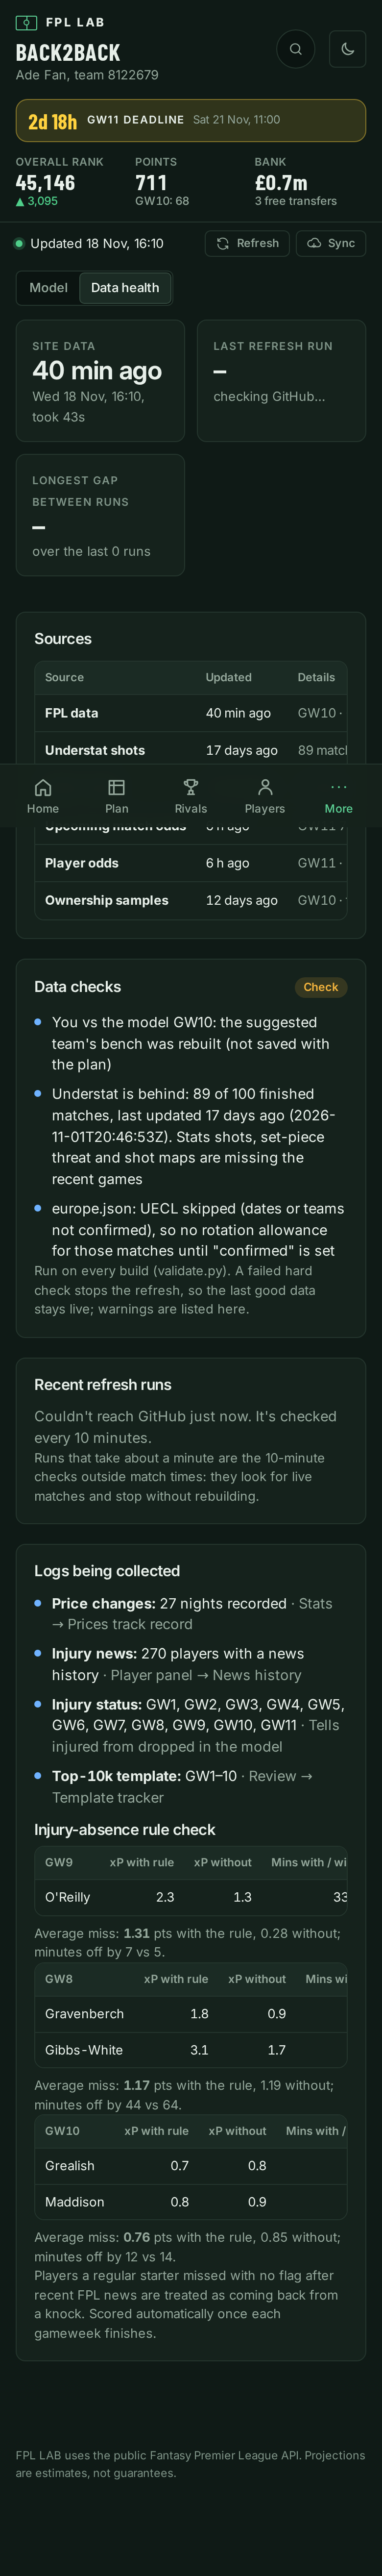 FPL LAB
BACK2BACK
Ade Fan, team 8122679
2d 18h GW11 DEADLINE Sat 21 Nov, 11:00
OVERALL RANK POINTS BANK
45,146 711 £0.7m
▲ 3,095 GW10: 68 3 free transfers
Updated 18 Nov, 16:10 Refresh Sync
Model Data health
SITE DATA
40 min ago
Wed 18 Nov, 16:10,
took 43s
LAST REFRESH RUN
–
checking GitHub...
LONGEST GAP
BETWEEN RUNS
–
over the last 0 runs
Sources
Source Updated Details
FPL data 40 min ago GW10 ·
Understat shots 17 days ago 89 matcl
Home Plan Rivals Players More
Player odds 6 h ago GW11 ·
Ownership samples 12 days ago GW10 ·
Data checks Check
You vs the model GW10: the suggested
team's bench was rebuilt (not saved with
the plan)
Understat is behind: 89 of 100 finished
matches, last updated 17 days ago (2026-
11-01T20:46:53Z). Stats shots, set-piece
threat and shot maps are missing the
recent games
europe.json: UECL skipped (dates or teams
not confirmed), so no rotation allowance
for those matches until "confirmed" is set
Run on every build (validate.py). A failed hard
check stops the refresh, so the last good data
stays live; warnings are listed here.
Recent refresh runs
Couldn't reach GitHub just now. It's checked
every 10 minutes.
Runs that take about a minute are the 10-minute
checks outside match times: they look for live
matches and stop without rebuilding.
Logs being collected
Price changes: 27 nights recorded · Stats
→ Prices track record
Injury news: 270 players with a news
history · Player panel → News history
Injury status: GW1, GW2, GW3, GW4, GW5,
GW6, GW7, GW8, GW9, GW10, GW11 · Tells
injured from dropped in the model
Top-10k template: GW1–10 · Review →
Template tracker
Injury-absence rule check
GW9 xP with rule xP without Mins with / wi
O'Reilly 2.3 1.3 33
Average miss: 1.31 pts with the rule, 0.28 without;
minutes off by 7 vs 5.
GW8 xP with rule xP without Mins wi
Gravenberch 1.8 0.9
Gibbs-White 3.1 1.7
Average miss: 1.17 pts with the rule, 1.19 without;
minutes off by 44 vs 64.
GW10 xP with rule xP without Mins with /
Grealish 0.7 0.8
Maddison 0.8 0.9
Average miss: 0.76 pts with the rule, 0.85 without;
minutes off by 12 vs 14.
Players a regular starter missed with no flag after
recent FPL news are treated as coming back from
a knock. Scored automatically once each
gameweek finishes.
FPL LAB uses the public Fantasy Premier League API. Projections
are estimates, not guarantees.